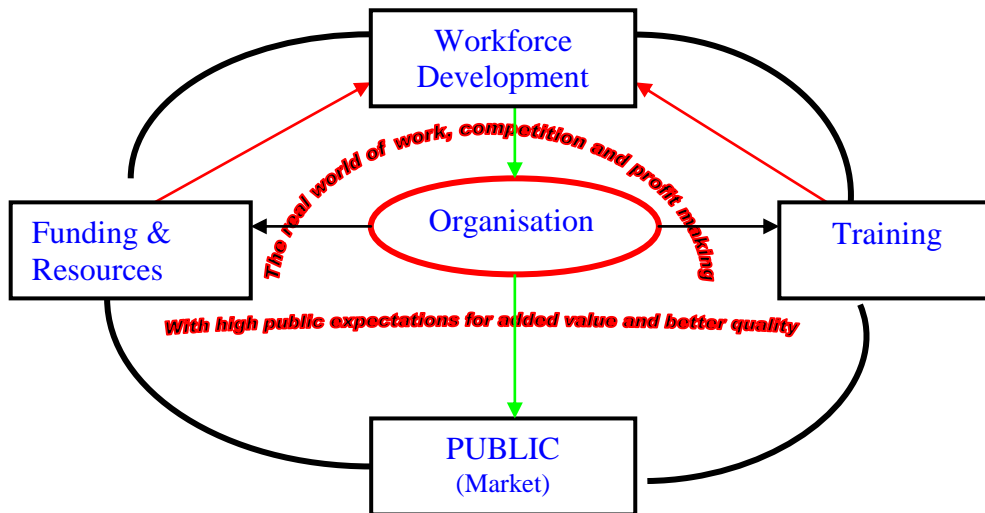 Workforce
Development
The real world of work, competition and profit making
Organisation
Funding &
Resources
Training
With high public expectations for added value and better quality
PUBLIC
(Market)